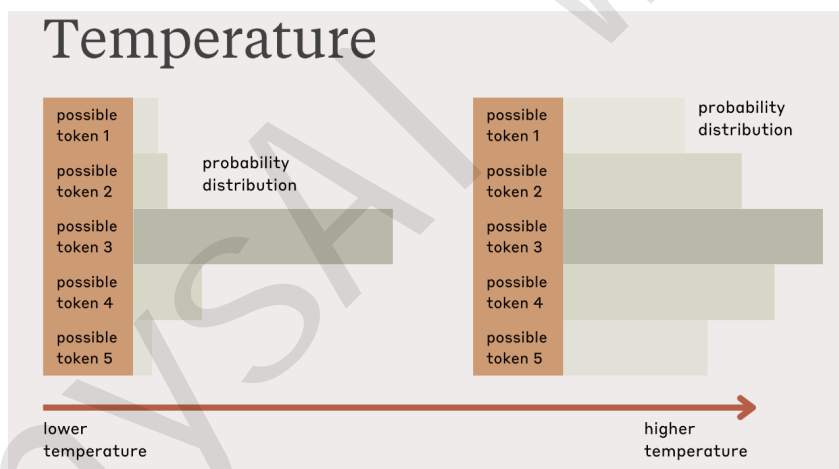 Temperature
possible
token 1
possible
token 2
possible
token 3
possible
token 4
possible
token 5
probability
distribution
possible
token 1
possible
token 2
possible
token 3
possible
token 4
possible
token 5
probability
distribution
lower
temperature
higher
temperature